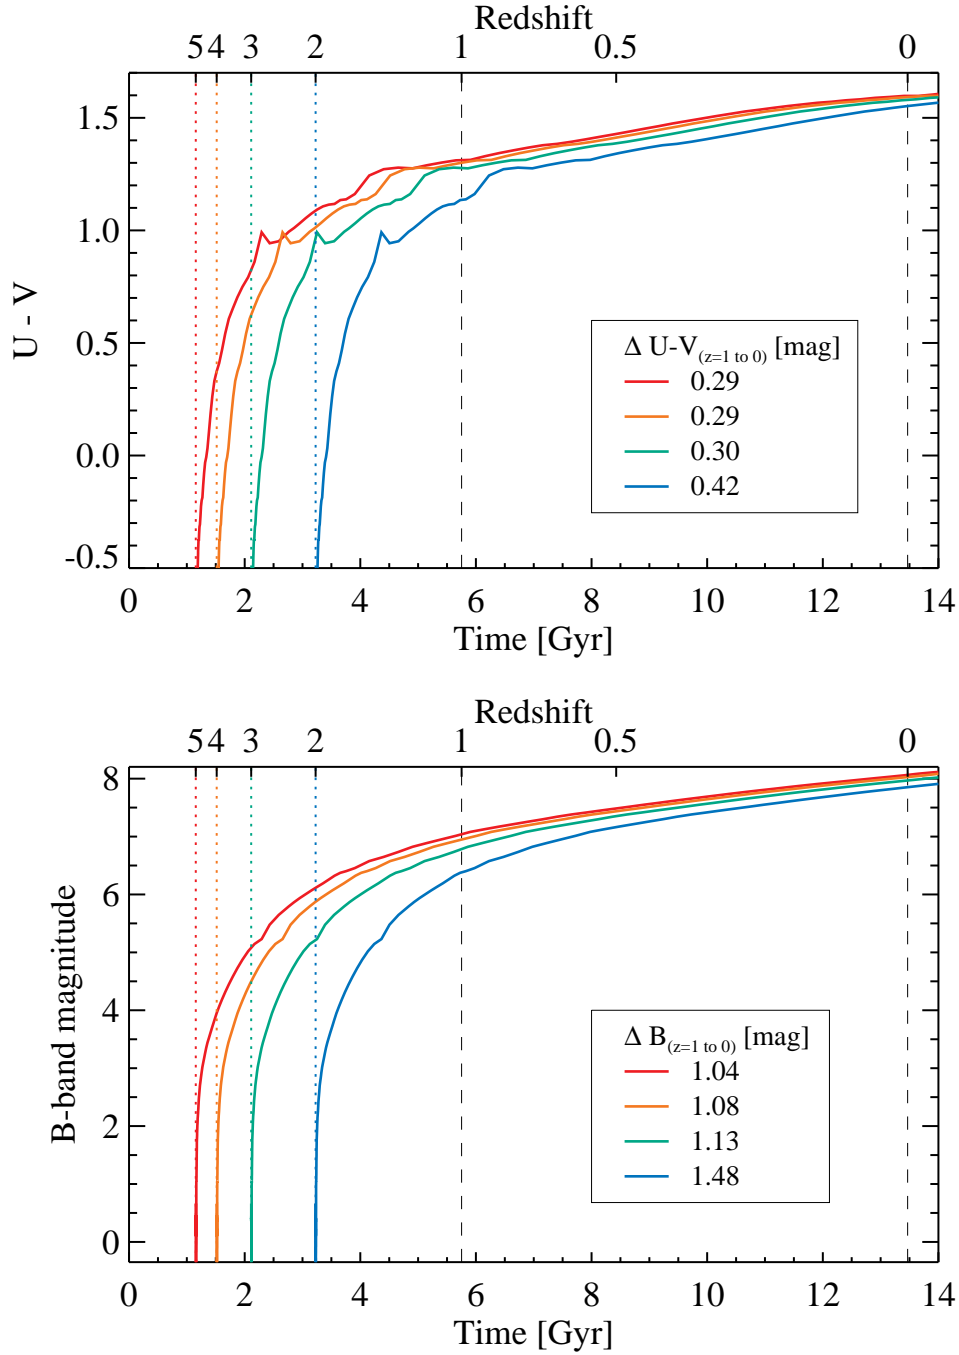 Redshift
5 4 3 2 1 0.5 0
1.5
1.0
0.5
0.0
-0.5
U - V
Δ U-V(z=1 to 0) [mag]
0.29
0.29
0.30
0.42
0 2 4 6 8 10 12 14
Time [Gyr]
Redshift
5 4 3 2 1 0.5 0
8
6
4
2
0
B-band magnitude
Δ B(z=1 to 0) [mag]
1.04
1.08
1.13
1.48
0 2 4 6 8 10 12 14
Time [Gyr]